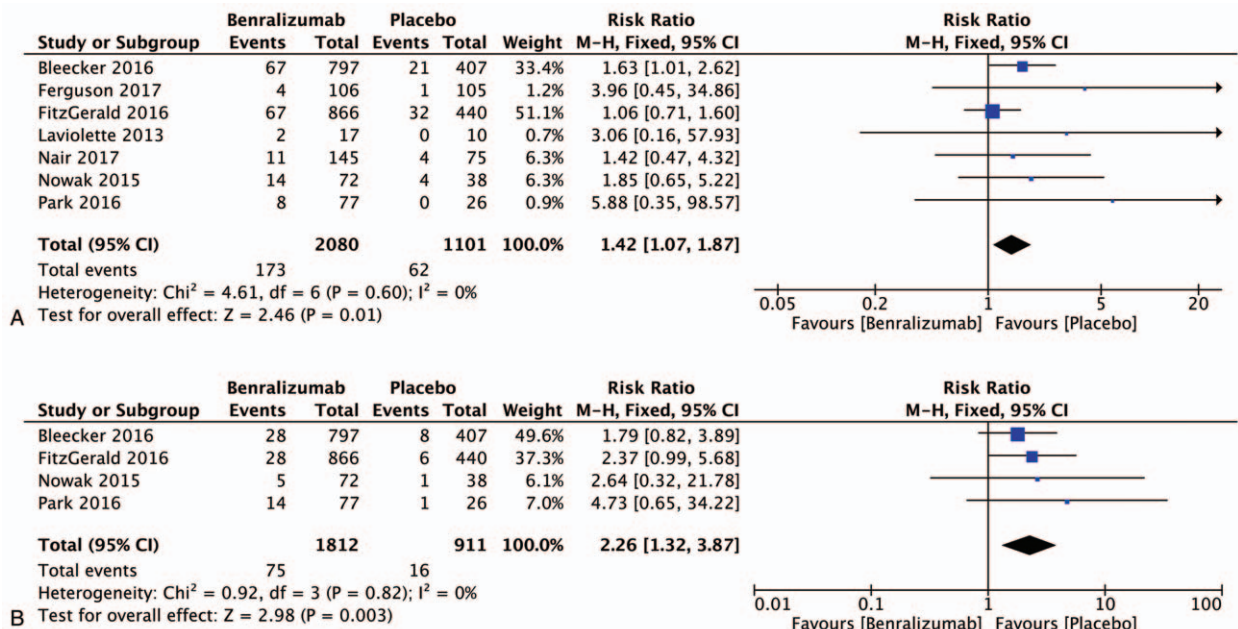 Benralizumab Placebo Risk Ratio Risk Ratio
Study or Subgroup Events Total Events Total Weight M-H, Fixed, 95% CI M-H, Fixed, 95% CI
Bleecker 2016 67 797 21 407 33.4% 1.63 [1.01, 2.62]
Ferguson 2017 4 106 1 105 1.2% 3.96 [0.45, 34.86]
FitzGerald 2016 67 866 32 440 51.1% 1.06 [0.71, 1.60]
Laviolette 2013 2 17 0 10 0.7% 3.06 [0.16, 57.93]
Nair 2017 11 145 4 75 6.3% 1.42 [0.47, 4.32]
Nowak 2015 14 72 4 38 6.3% 1.85 [0.65, 5.22]
Park 2016 8 77 0 26 0.9% 5.88 [0.35, 98.57]
Total (95% CI) 2080 1101 100.0% 1.42 [1.07, 1.87]
Total events 173 62
Heterogeneity: Chi² = 4.61, df = 6 (P = 0.60); I² = 0%
A Test for overall effect: Z = 2.46 (P = 0.01)
0.05 0.2 1 5 20
Favours [Benralizumab] Favours [Placebo]
Benralizumab Placebo Risk Ratio Risk Ratio
Study or Subgroup Events Total Events Total Weight M-H, Fixed, 95% CI M-H, Fixed, 95% CI
Bleecker 2016 28 797 8 407 49.6% 1.79 [0.82, 3.89]
FitzGerald 2016 28 866 6 440 37.3% 2.37 [0.99, 5.68]
Nowak 2015 5 72 1 38 6.1% 2.64 [0.32, 21.78]
Park 2016 14 77 1 26 7.0% 4.73 [0.65, 34.22]
Total (95% CI) 1812 911 100.0% 2.26 [1.32, 3.87]
Total events 75 16
Heterogeneity: Chi² = 0.92, df = 3 (P = 0.82); I² = 0%
B Test for overall effect: Z = 2.98 (P = 0.003)
0.01 0.1 1 10 100
Favours [Benralizumab] Favours [Placebo]